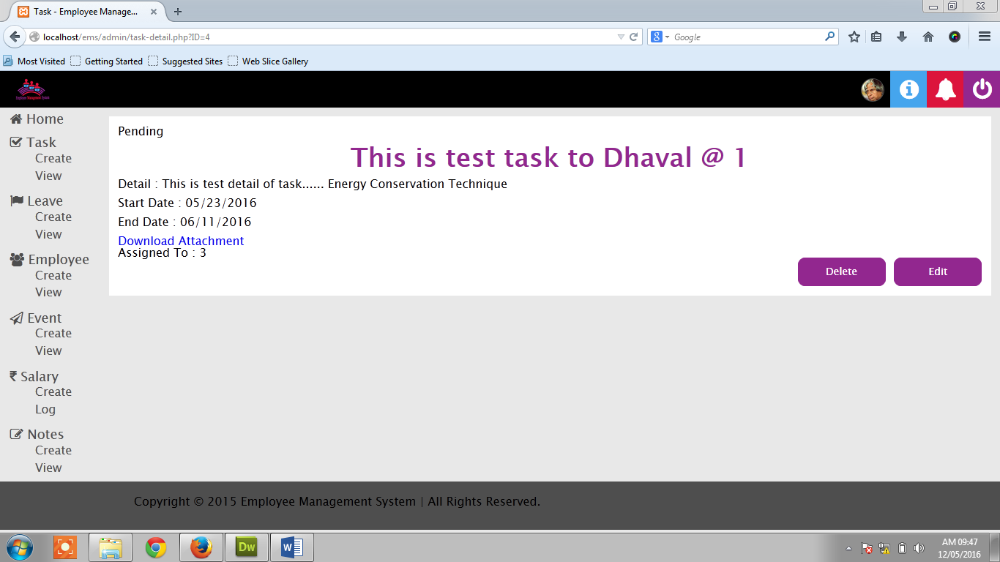 Task - Employee Manage...
localhost/ems/admin/task-detail.php?ID=4
Google
Most Visited
Getting Started
Suggested Sites
Web Slice Gallery
Employee Management System
Home
Task
Create
View
Leave
Create
View
Employee
Create
View
Event
Create
View
Salary
Create
Log
Notes
Create
View
Pending
This is test task to Dhaval @ 1
Detail : This is test detail of task...... Energy Conservation Technique
Start Date : 05/23/2016
End Date : 06/11/2016
Download Attachment
Assigned To : 3
Delete
Edit
Copyright © 2015 Employee Management System | All Rights Reserved.
Dw
W
AM 09:47
12/05/2016